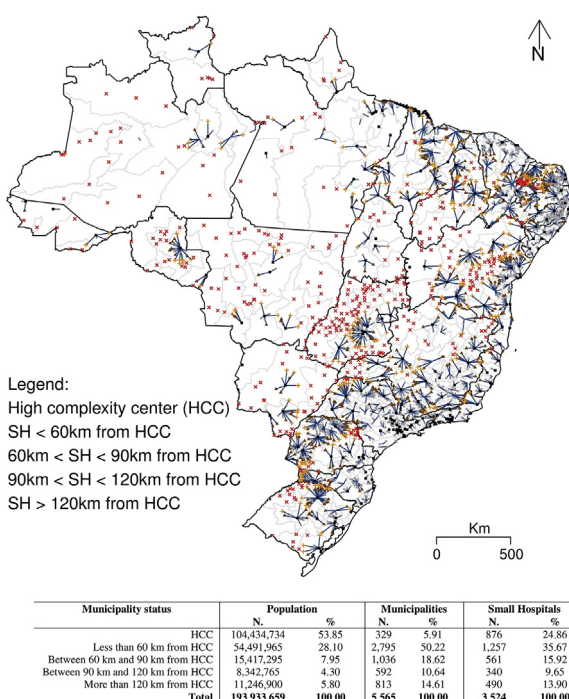 N
Legend:
High complexity center (HCC)
SH < 60km from HCC
60km < SH < 90km from HCC
90km < SH < 120km from HCC
SH > 120km from HCC
Km
0 500
Municipality status Population Municipalities Small Hospitals
N. % N. % N. %
HCC 104,434,734 53.85 329 5.91 876 24.86
Less than 60 km from HCC 54,491,965 28.10 2,795 50.22 1,257 35.67
Between 60 km and 90 km from HCC 15,417,295 7.95 1,036 18.62 561 15.92
Between 90 km and 120 km from HCC 8,342,765 4.30 592 10.64 340 9.65
More than 120 km from HCC 11,246,900 5.80 813 14.61 490 13.90
Total 193,933,659 100.00 5,565 100.00 3,524 100.00